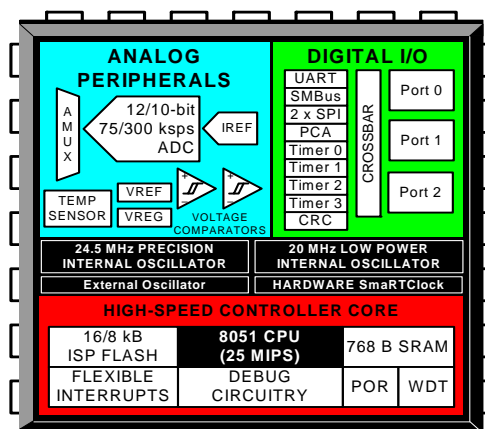 ANALOG
PERIPHERALS
AMUX
12/10-bit
75/300 ksps
ADC
IREF
TEMP
SENSOR
VREF
VREG
+
–
+
–
VOLTAGE
COMPARATORS
DIGITAL I/O
UART
SMBus
2 x SPI
PCA
Timer 0
Timer 1
Timer 2
Timer 3
CRC
CROSSBAR
Port 0
Port 1
Port 2
24.5 MHz PRECISION
INTERNAL OSCILLATOR
20 MHz LOW POWER
INTERNAL OSCILLATOR
External Oscillator
HARDWARE SmaRTClock
HIGH-SPEED CONTROLLER CORE
16/8 kB
ISP FLASH
8051 CPU
(25 MIPS)
768 B SRAM
FLEXIBLE
INTERRUPTS
DEBUG
CIRCUITRY
POR
WDT